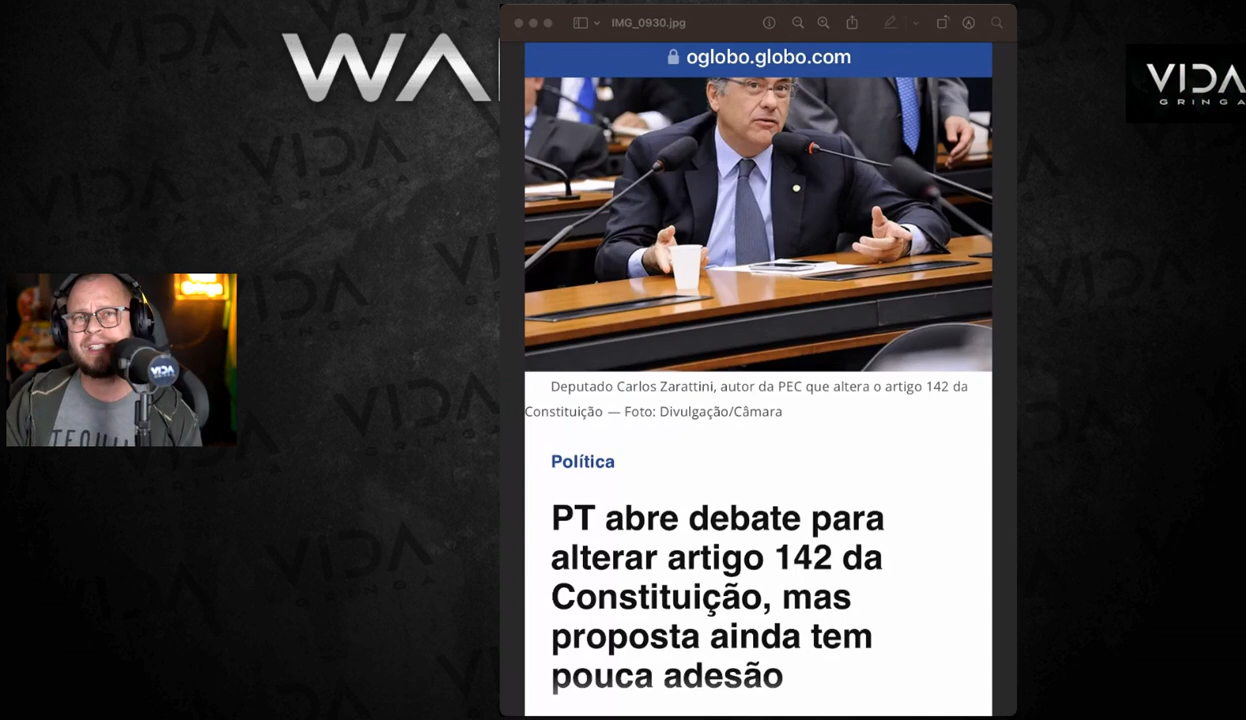 WA
IMG_0930.jpg
oglobo.globo.com
VIDA
GRINGA
Deputado Carlos Zarattini, autor da PEC que altera o artigo 142 da
Constituição — Foto: Divulgação/Câmara
VIDA
Política
PT abre debate para
alterar artigo 142 da
Constituição, mas
proposta ainda tem
pouca adesão